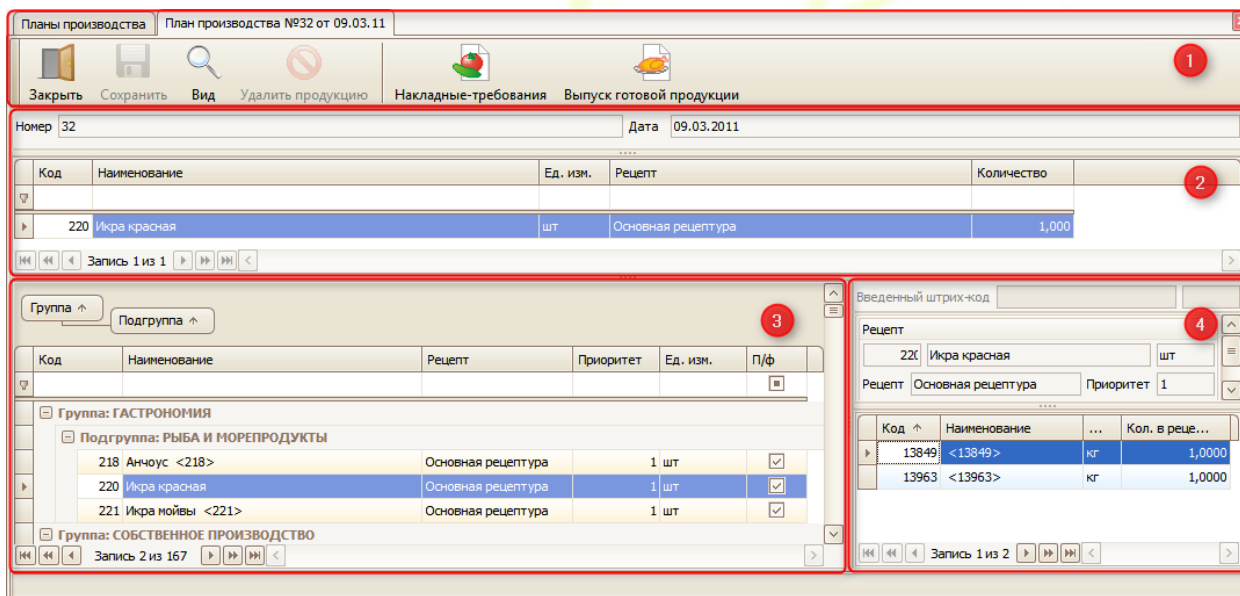 Планы производства План производства №32 от 09.03.11
Закрыть Сохранить Вид Удалить продукцию Накладные-требования Выпуск готовой продукции
1
Номер 32 Дата 09.03.2011
Код Наименование Ед. изм. Рецепт Количество
2
220 Икра красная шт Основная рецептура 1,000
Запись 1 из 1
Группа
Подгруппа
3
Код Наименование Рецепт Приоритет Ед. изм. П/ф
Группа: ГАСТРОНОМИЯ
Подгруппа: РЫБА И МОРЕПРОДУКТЫ
218 Анчоус <218> Основная рецептура 1 шт
220 Икра красная Основная рецептура 1 шт
221 Икра мойвы <221> Основная рецептура 1 шт
Группа: СОБСТВЕННОЕ ПРОИЗВОДСТВО
Запись 2 из 167
Введенный штрих-код
4
Рецепт
220 Икра красная шт
Рецепт Основная рецептура Приоритет 1
Код Наименование ... Кол. в реце...
13849 <13849> кг 1,0000
13963 <13963> кг 1,0000
Запись 1 из 2